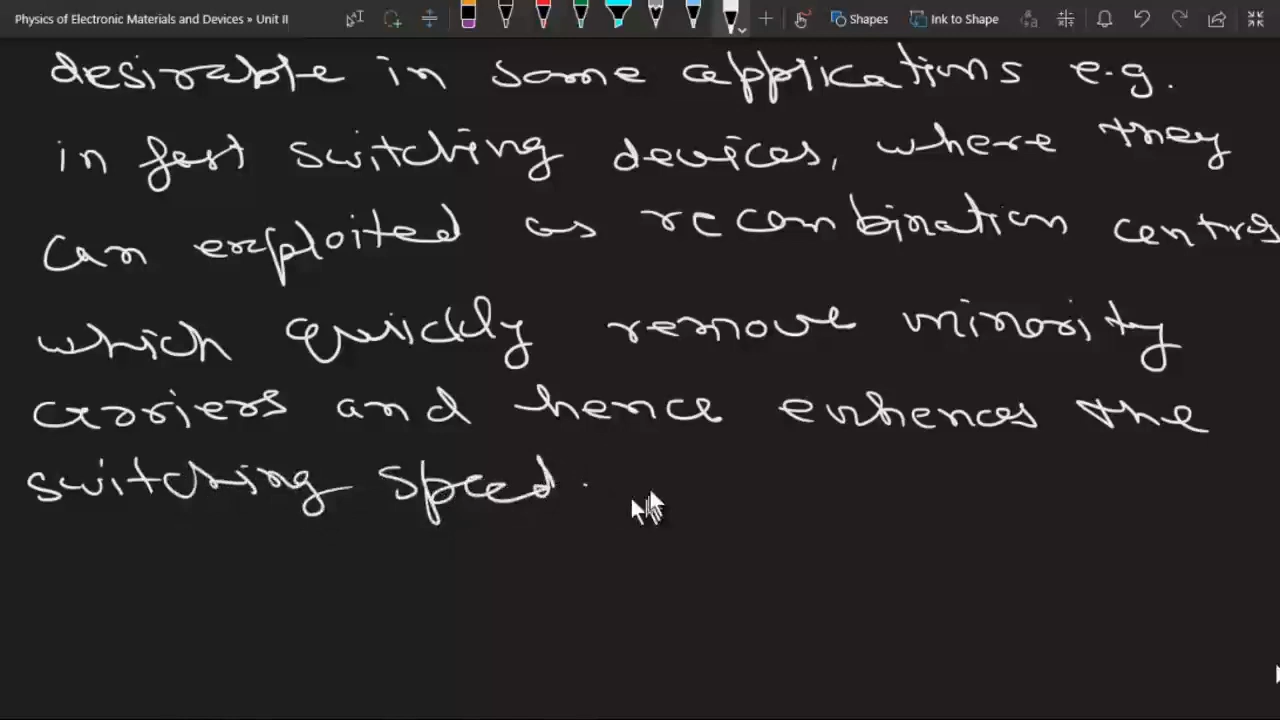 Physics of Electronic Materials and Devices » Unit II
Shapes
Ink to Shape
desirable in some applications e.g.
in fast switching devices, where they
can exploited as recombination centres
which quickly remove minority
carriers and hence enhences the
switching speed.